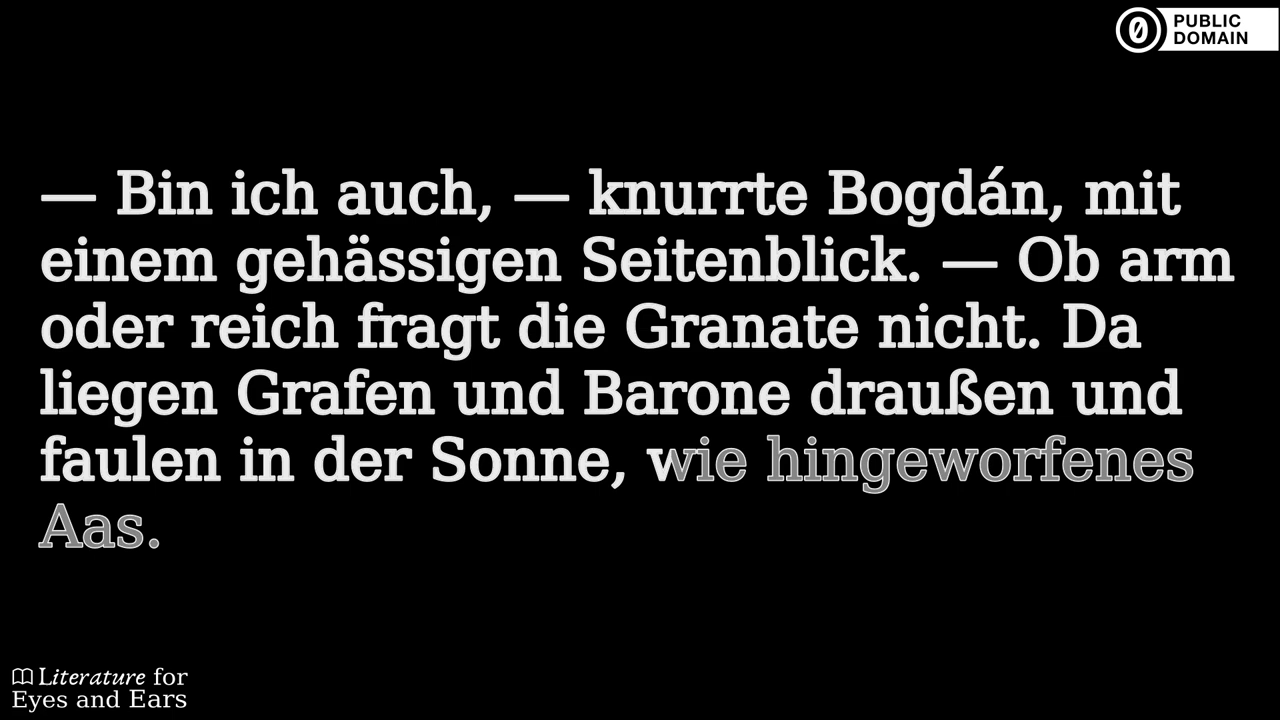 PUBLIC
DOMAIN
— Bin ich auch, — knurrte Bogdán, mit
einem gehässigen Seitenblick. — Ob arm
oder reich fragt die Granate nicht. Da
liegen Grafen und Barone draußen und
faulen in der Sonne, wie hingeworfenes
Aas.
Literature for
Eyes and Ears